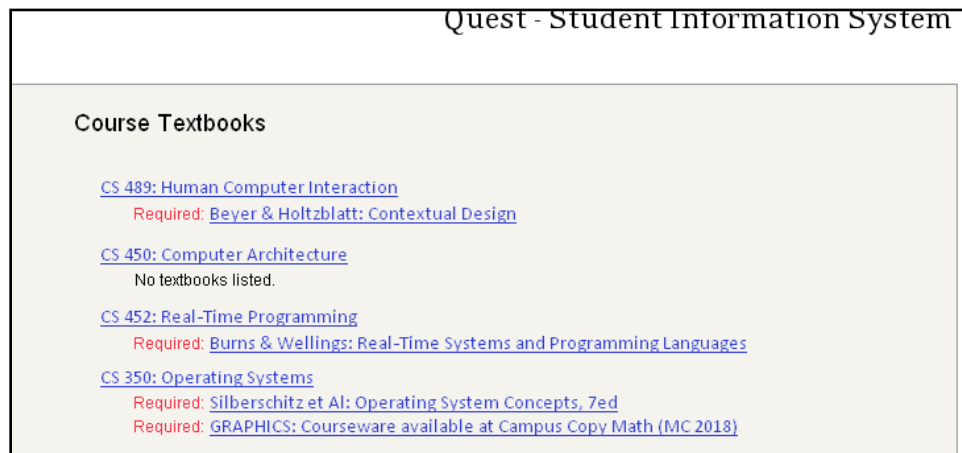 Quest - Student Information System
Course Textbooks
CS 489: Human Computer Interaction
Required: Beyer & Holtzblatt: Contextual Design
CS 450: Computer Architecture
No textbooks listed.
CS 452: Real-Time Programming
Required: Burns & Wellings: Real-Time Systems and Programming Languages
CS 350: Operating Systems
Required: Silberschitz et Al: Operating System Concepts, 7ed
Required: GRAPHICS: Courseware available at Campus Copy Math (MC 2018)